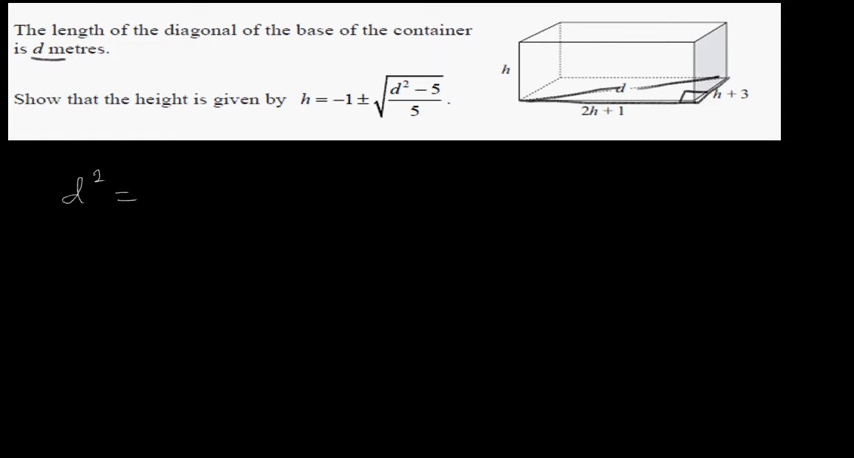 The length of the diagonal of the base of the container
is d metres.
h
d
h + 3
Show that the height is given by h = −1 ± √((d² − 5)/5) .
2h + 1
d² =